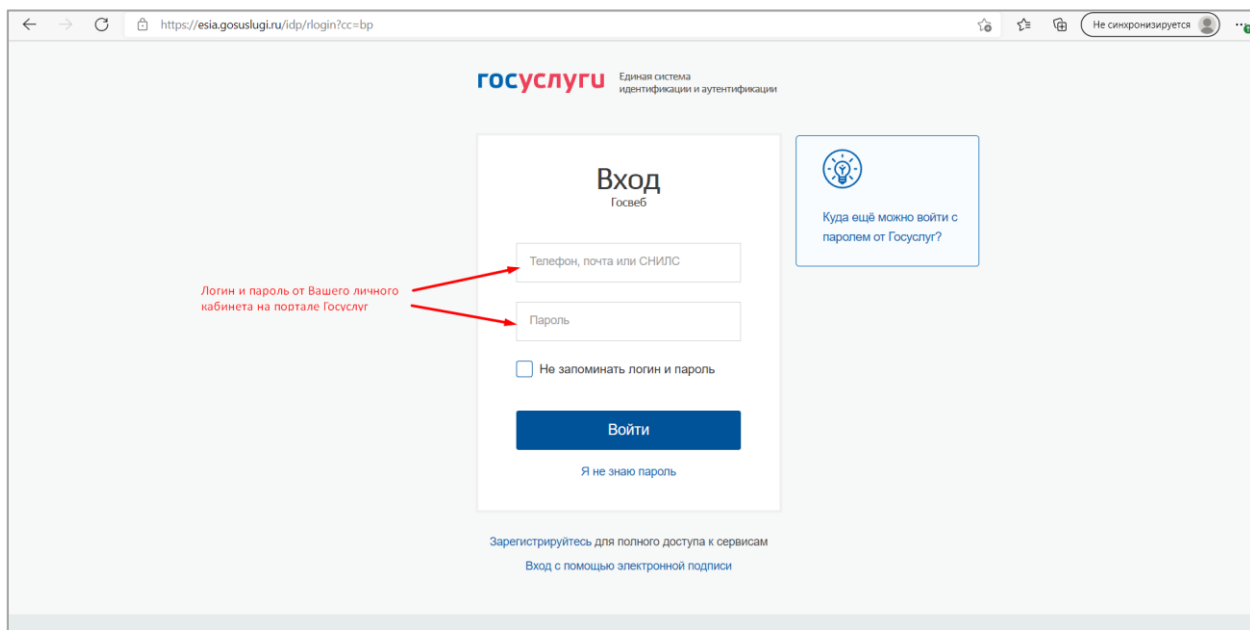 https://esia.gosuslugi.ru/idp/rlogin?cc=bp
Не синхронизируется
госуслуги
Единая система
идентификации и аутентификации
Вход
Госвеб
Куда ещё можно войти с
паролем от Госуслуг?
Телефон, почта или СНИЛС
Логин и пароль от Вашего личного
кабинета на портале Госуслуг
Пароль
Не запоминать логин и пароль
Войти
Я не знаю пароль
Зарегистрируйтесь для полного доступа к сервисам
Вход с помощью электронной подписи